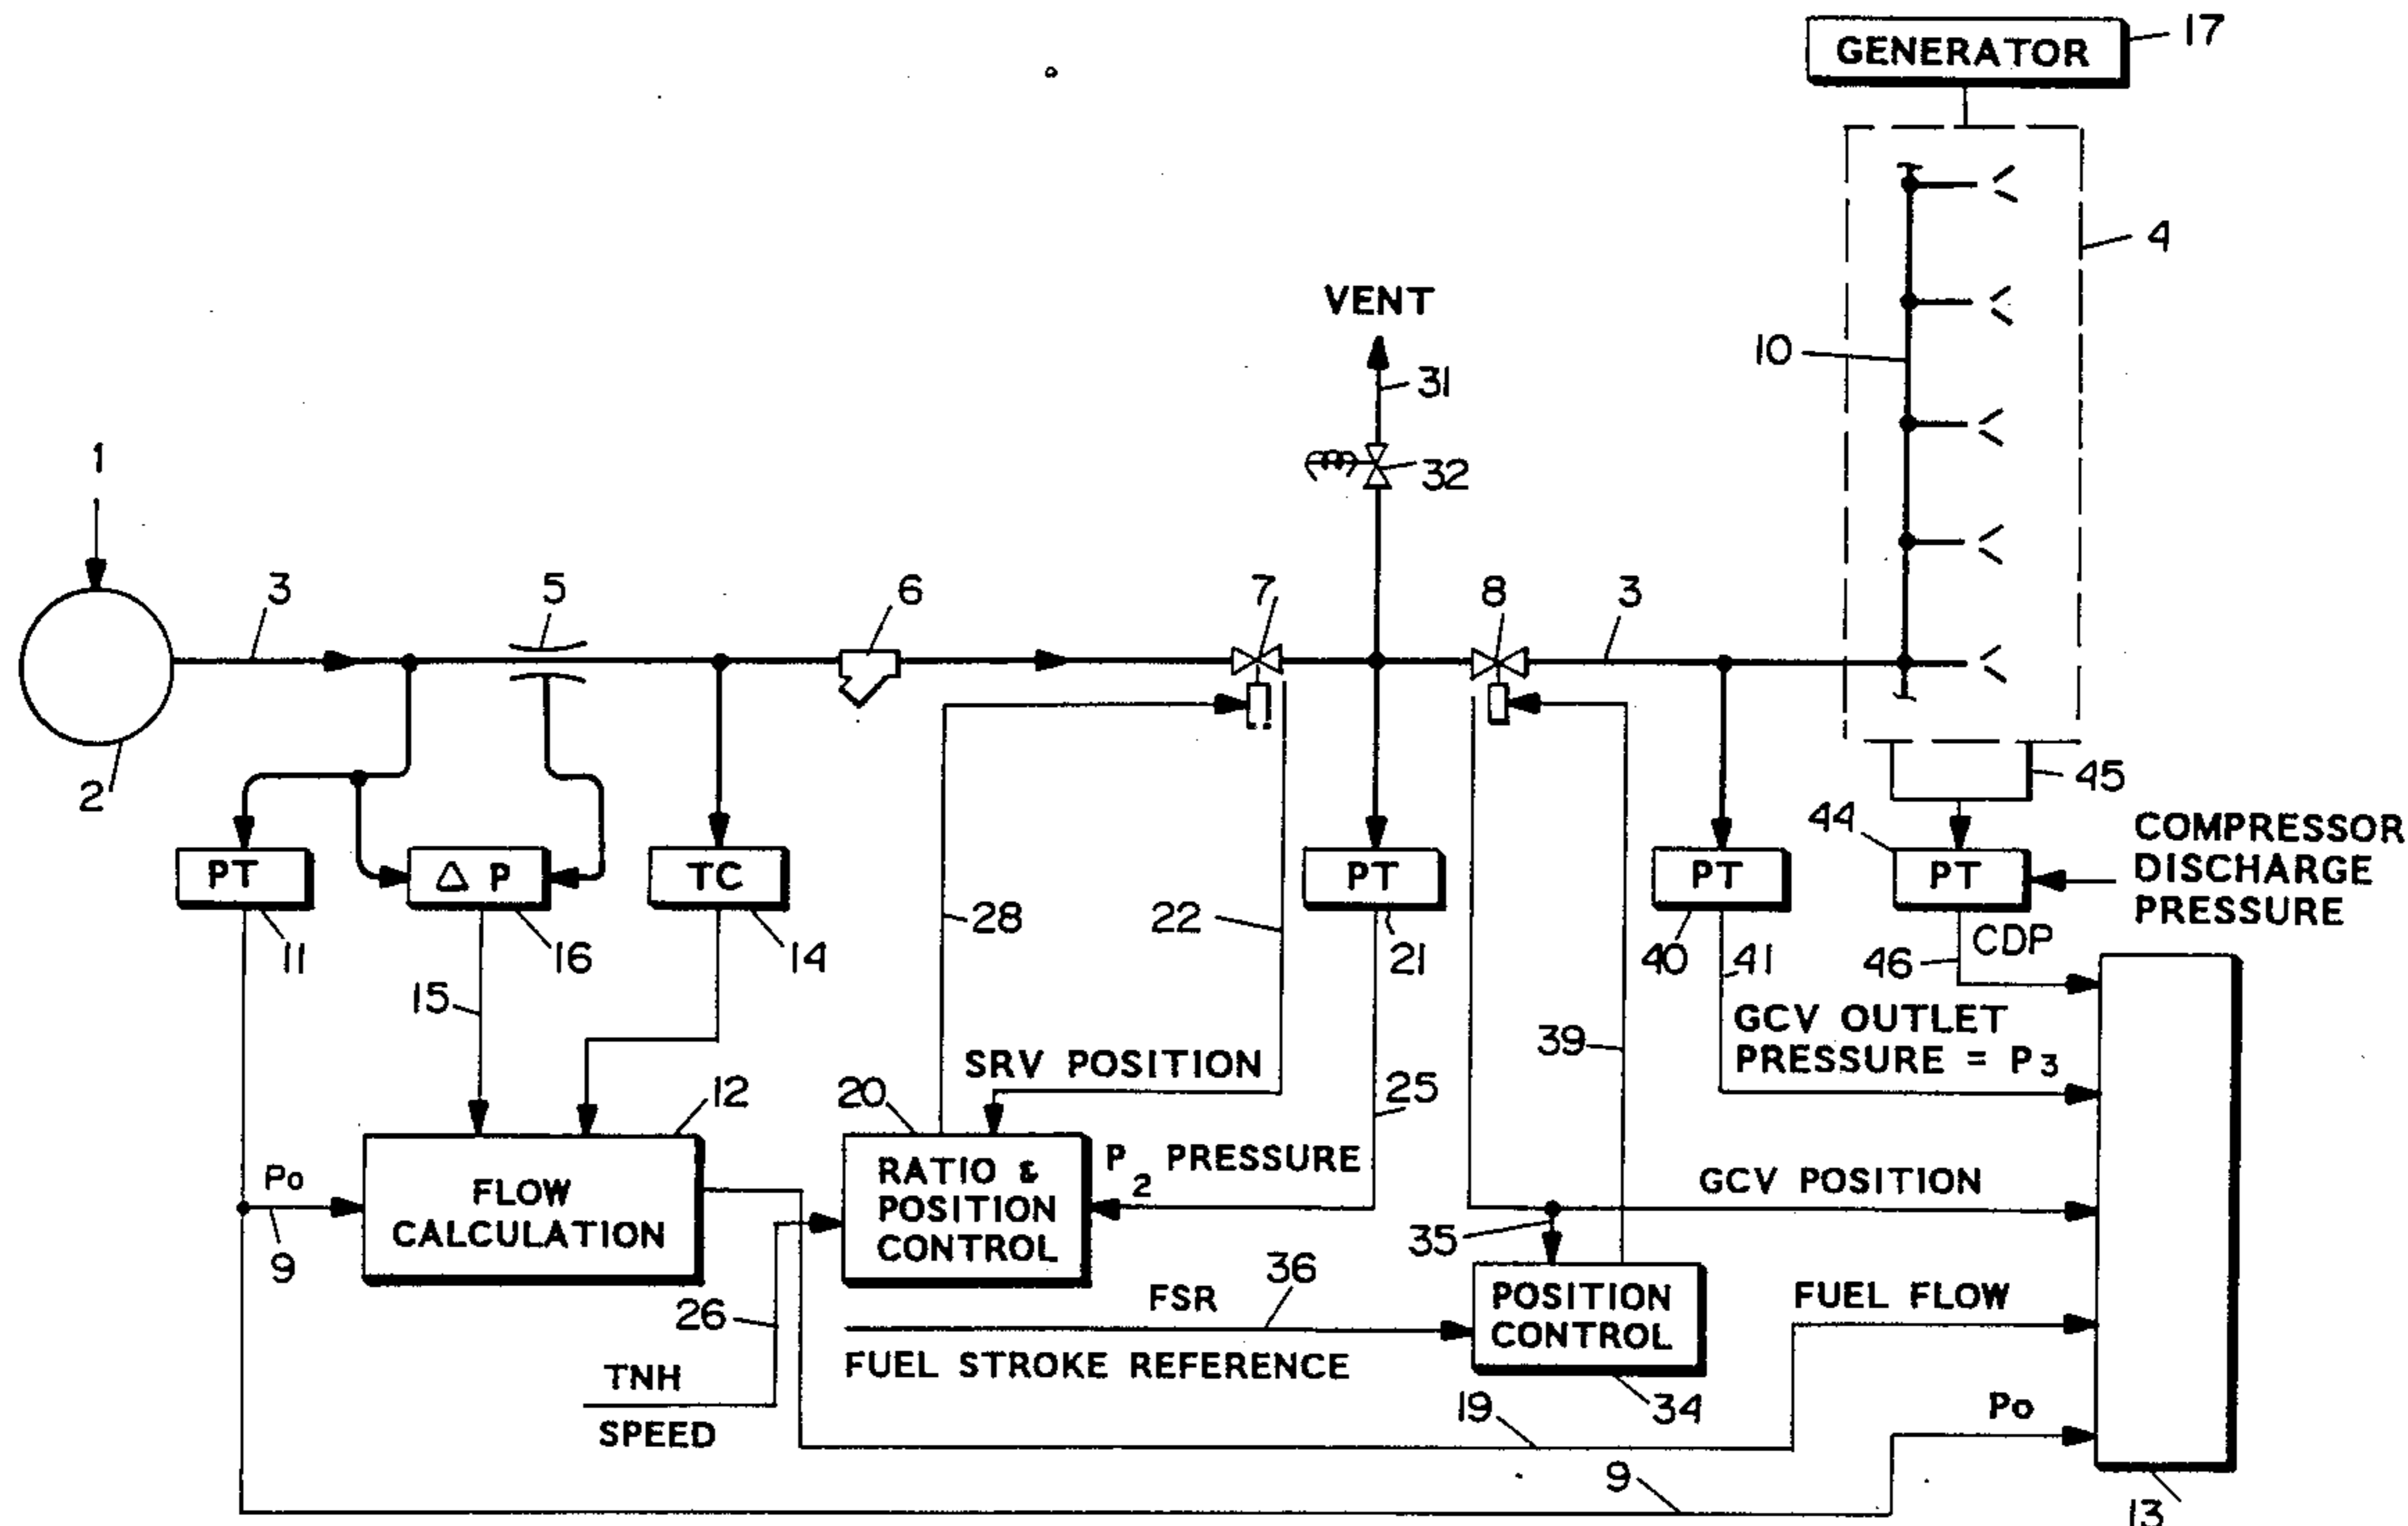 GENERATOR
17
4
VENT
10
31
32
1
3
5
6
7
8
3
2
45
44
COMPRESSOR
DISCHARGE
PRESSURE
PT
Δ P
TC
PT
PT
PT
11
16
14
28
22
21
40
41
46
CDP
15
GCV OUTLET
PRESSURE = P3
39
SRV POSITION
12
20
25
Po
FLOW
CALCULATION
RATIO &
POSITION
CONTROL
P2 PRESSURE
GCV POSITION
9
35
36
26
FSR
POSITION
CONTROL
FUEL FLOW
FUEL STROKE REFERENCE
TNH
SPEED
19
34
Po
9
13